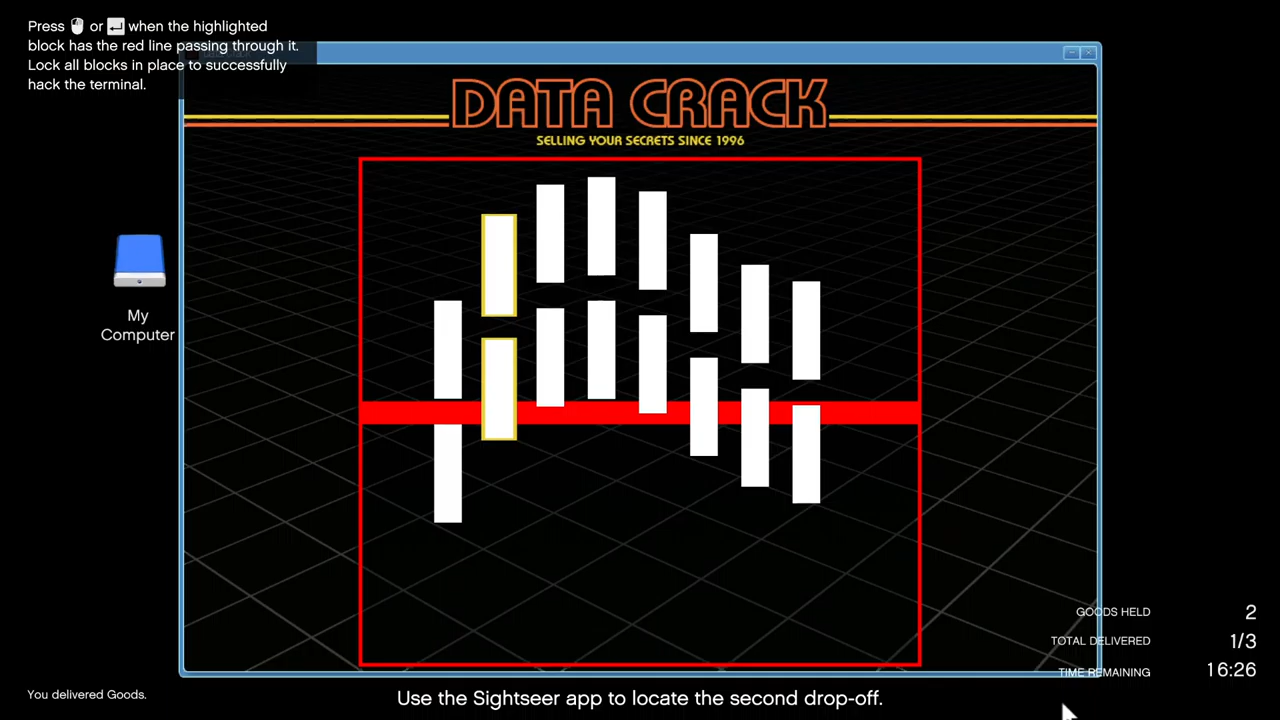 Press or when the highlighted
block has the red line passing through it.
Lock all blocks in place to successfully
hack the terminal.
DATA CRACK
SELLING YOUR SECRETS SINCE 1996
My
Computer
GOODS HELD 2
TOTAL DELIVERED 1/3
TIME REMAINING 16:26
You delivered Goods.
Use the Sightseer app to locate the second drop-off.